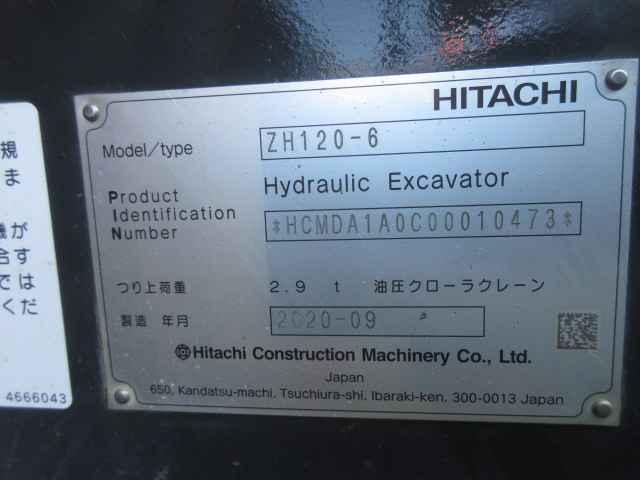 HITACHI
Model/type ZH120-6
Hydraulic Excavator
Product
Identification
Number *HCMDA1A0C00010473*
つり上荷重 2.9 t 油圧クローラクレーン
製造 年月 2020-09
Hitachi Construction Machinery Co., Ltd.
Japan
650, Kandatsu-machi, Tsuchiura-shi, Ibaraki-ken, 300-0013 Japan
規
ま
機が
合す
では
くだ
4666043